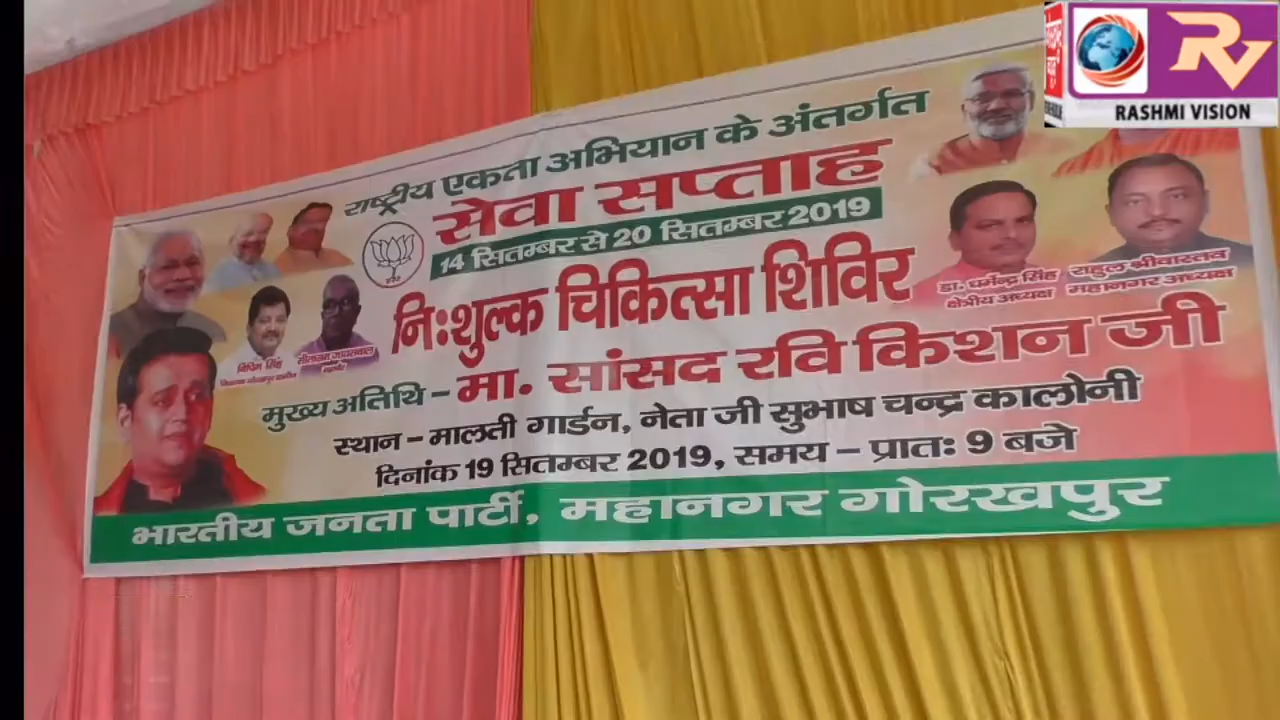 RV
RASHMI VISION
राष्ट्रीय एकता अभियान के अंतर्गत
सेवा सप्ताह
14 सितम्बर से 20 सितम्बर 2019
निःशुल्क चिकित्सा शिविर
डा. धर्मेन्द्र सिंह
क्षेत्रीय अध्यक्ष
राहुल श्रीवास्तव
महानगर अध्यक्ष
विपिन सिंह
सीताराम जायसवाल
मुख्य अतिथि – मा. सांसद रवि किशन जी
स्थान – मालती गार्डन, नेता जी सुभाष चन्द्र कालोनी
दिनांक 19 सितम्बर 2019, समय – प्रातः 9 बजे
भारतीय जनता पार्टी, महानगर गोरखपुर